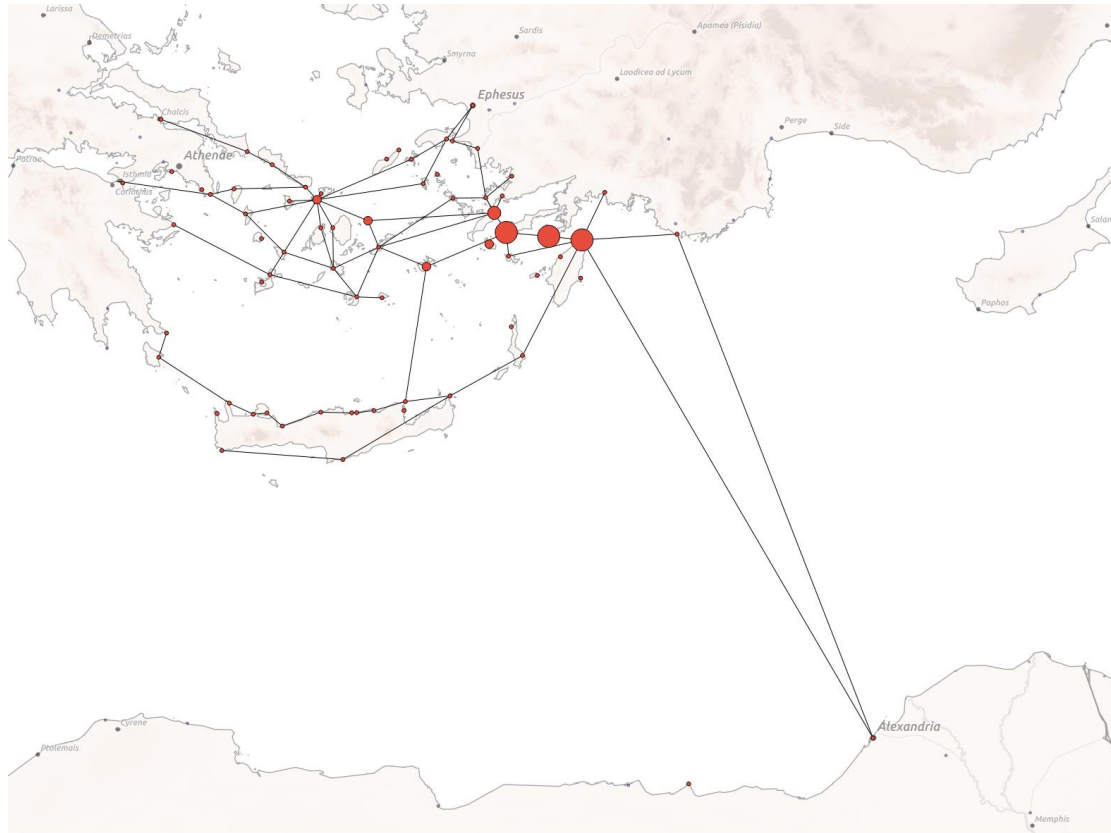 Larissa
Demetrias
Sardis
Apamea (Pisidia)
Smyrna
Laodicea ad Lycum
Ephesus
Chalcis
Perge
Side
Athenae
Patrae
Isthmia
Corinthus
Salam
Paphos
Alexandria
Cyrene
Ptolemais
Memphis